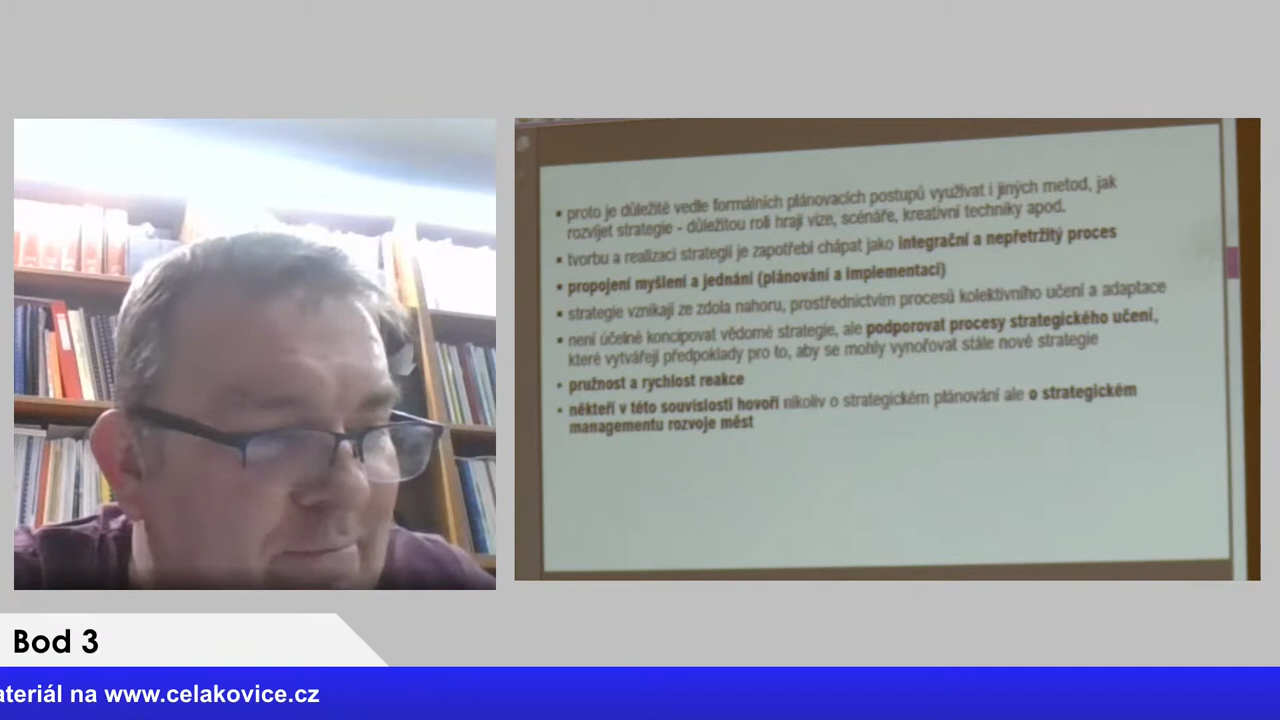 ▪ proto je důležité vedle formálních plánovacích postupů využívat i jiných metod, jak
rozvíjet strategie - důležitou roli hrají vize, scénáře, kreativní techniky apod.
▪ tvorbu a realizaci strategií je zapotřebí chápat jako integrační a nepřetržitý proces
▪ propojení myšlení a jednání (plánování a implementaci)
▪ strategie vznikají ze zdola nahoru, prostřednictvím procesů kolektivního učení a adaptace
▪ není účelné koncipovat vědomé strategie, ale podporovat procesy strategického učení,
které vytvářejí předpoklady pro to, aby se mohly vynořovat stále nové strategie
▪ pružnost a rychlost reakce
▪ někteří v této souvislosti hovoří nikoliv o strategickém plánování ale o strategickém
managementu rozvoje měst
Bod 3
ateriál na www.celakovice.cz